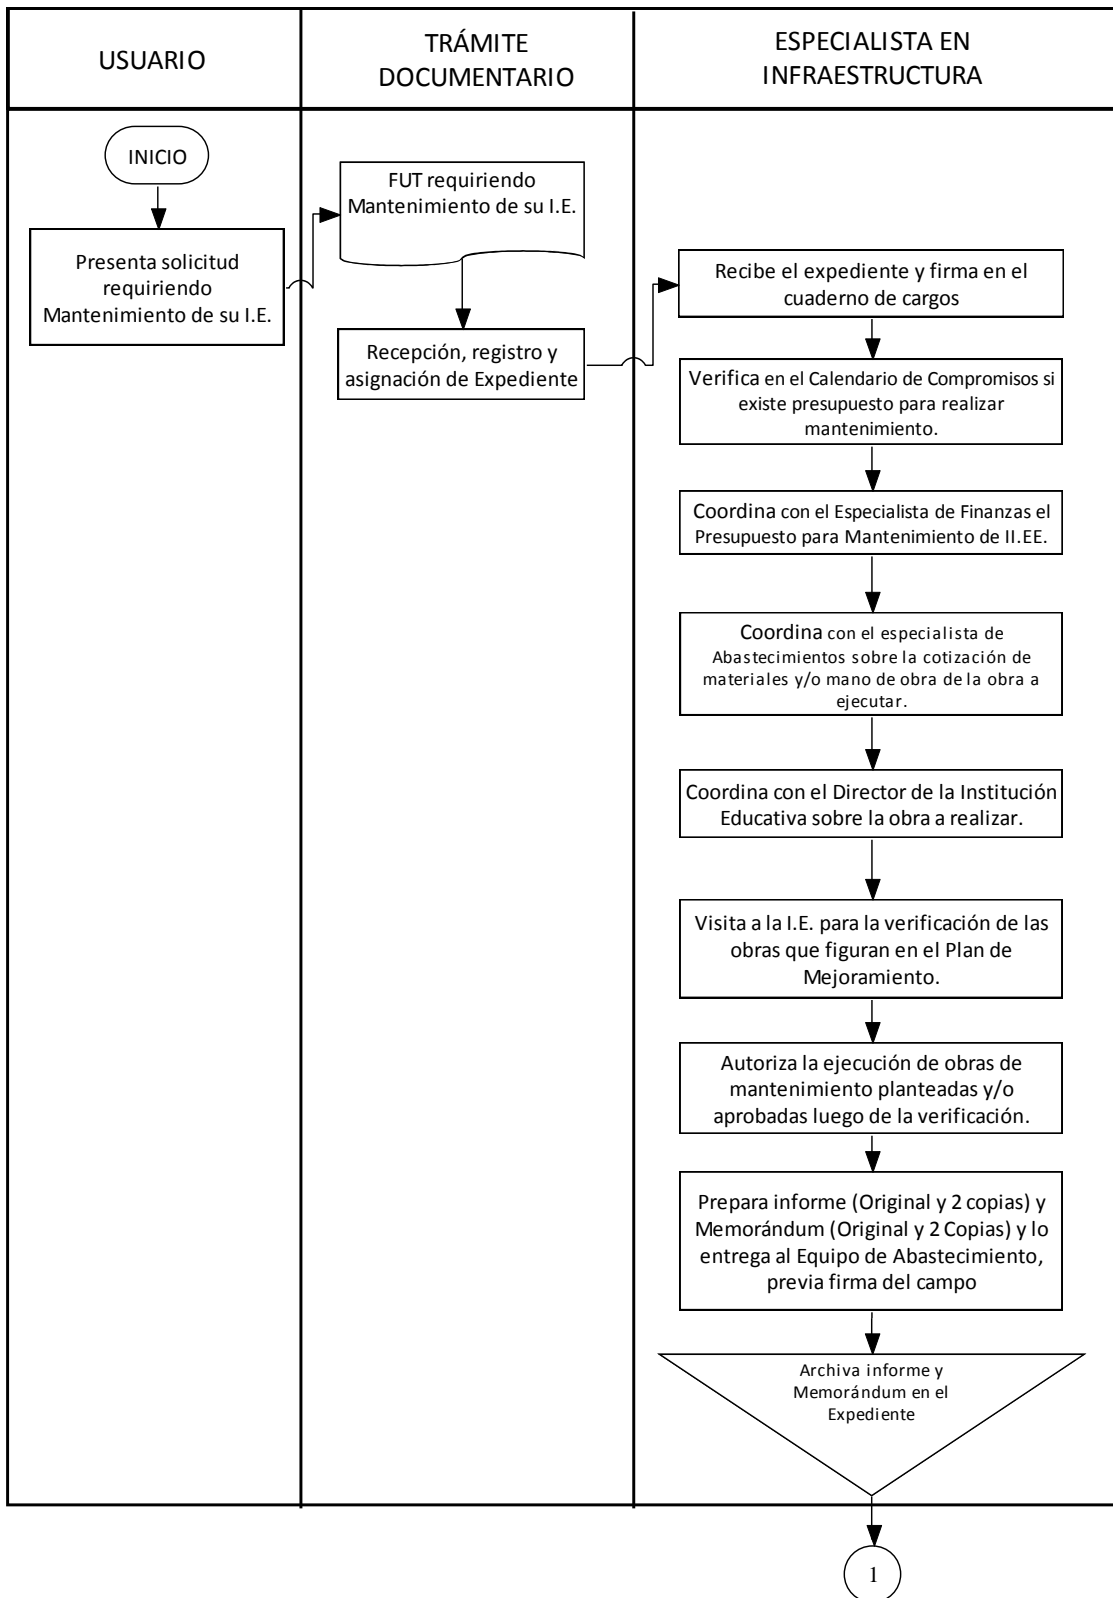 USUARIO
TRÁMITE
DOCUMENTARIO
ESPECIALISTA EN
INFRAESTRUCTURA
INICIO
Presenta solicitud
requiriendo
Mantenimiento de su I.E.
FUT requiriendo
Mantenimiento de su I.E.
Recepción, registro y
asignación de Expediente
Recibe el expediente y firma en el
cuaderno de cargos
Verifica en el Calendario de Compromisos si
existe presupuesto para realizar
mantenimiento.
Coordina con el Especialista de Finanzas el
Presupuesto para Mantenimiento de II.EE.
Coordina con el especialista de
Abastecimientos sobre la cotización de
materiales y/o mano de obra de la obra a
ejecutar.
Coordina con el Director de la Institución
Educativa sobre la obra a realizar.
Visita a la I.E. para la verificación de las
obras que figuran en el Plan de
Mejoramiento.
Autoriza la ejecución de obras de
mantenimiento planteadas y/o
aprobadas luego de la verificación.
Prepara informe (Original y 2 copias) y
Memorándum (Original y 2 Copias) y lo
entrega al Equipo de Abastecimiento,
previa firma del campo
Archiva informe y
Memorándum en el
Expediente
1